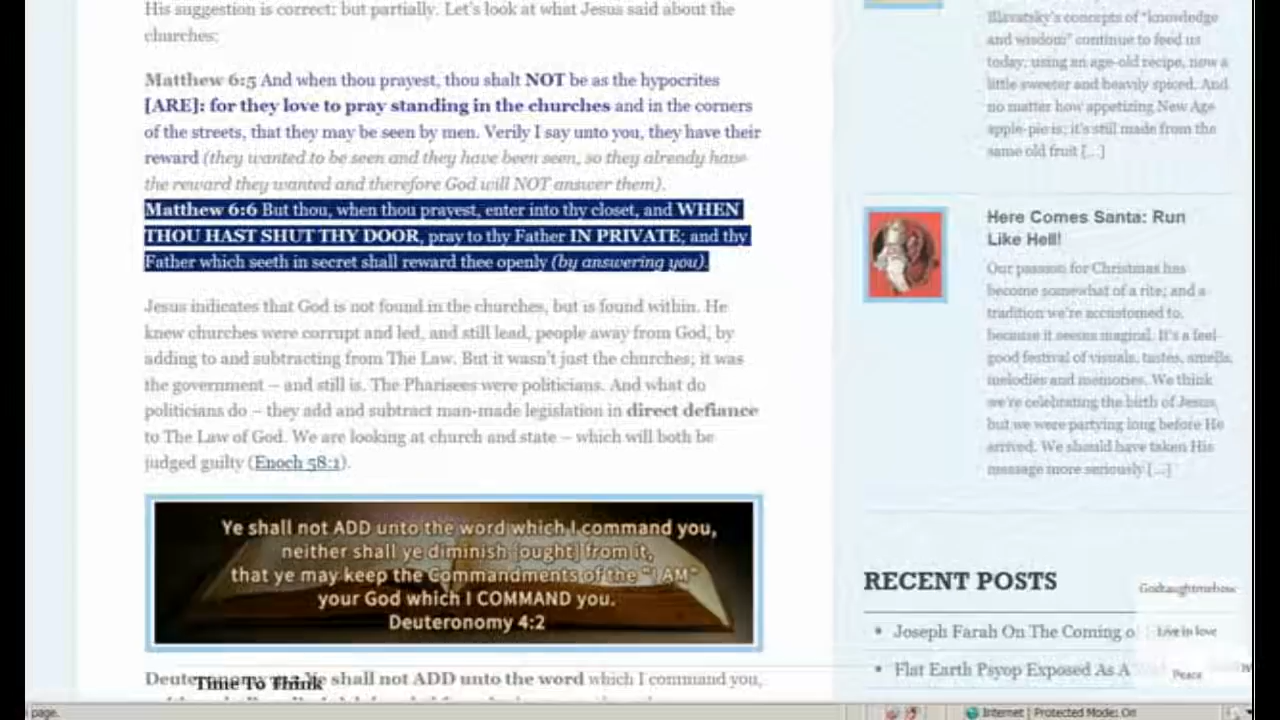 His suggestion is correct; but partially. Let's look at what Jesus said about the
churches:
Matthew 6:5 And when thou prayest, thou shalt NOT be as the hypocrites
[ARE]: for they love to pray standing in the churches and in the corners
of the streets, that they may be seen by men. Verily I say unto you, they have their
reward (they wanted to be seen and they have been seen, so they already have
the reward they wanted and therefore God will NOT answer them).
Matthew 6:6 But thou, when thou prayest, enter into thy closet, and WHEN
THOU HAST SHUT THY DOOR, pray to thy Father IN PRIVATE; and thy
Father which seeth in secret shall reward thee openly (by answering you).
Jesus indicates that God is not found in the churches, but is found within. He
knew churches were corrupt and led, and still lead, people away from God, by
adding to and subtracting from The Law. But it wasn't just the churches; it was
the government – and still is. The Pharisees were politicians. And what do
politicians do – they add and subtract man-made legislation in direct defiance
to The Law of God. We are looking at church and state – which will both be
judged guilty (Enoch 58:1).
Ye shall not ADD unto the word which I command you,
neither shall ye diminish [ought] from it,
that ye may keep the Commandments of the "I AM"
your God which I COMMAND you.
Deuteronomy 4:2
shall not ADD unto the word which I command you,
Time To Think
Blavatsky's concepts of "knowledge
and wisdom" continue to feed us
today, using an age-old recipe, now a
little sweeter and heavily spiced. And
no matter how appetizing New Age
apple-pie is; it's still made from the
same old fruit [...]
Here Comes Santa: Run
Like Hell!
Our passion for Christmas has
become somewhat of a rite; and a
tradition we're accustomed to,
because it seems magical. It's a feel-
good festival of visuals, tastes, smells,
melodies and memories. We think
we're celebrating the birth of Jesus,
but we were partying long before He
arrived. We should have taken His
message more seriously [...]
RECENT POSTS
Godtaughtmehow
• Joseph Farah On The Coming o
Live in love
• Flat Earth Psyop Exposed As A
Peace
page.
Internet | Protected Mode: On